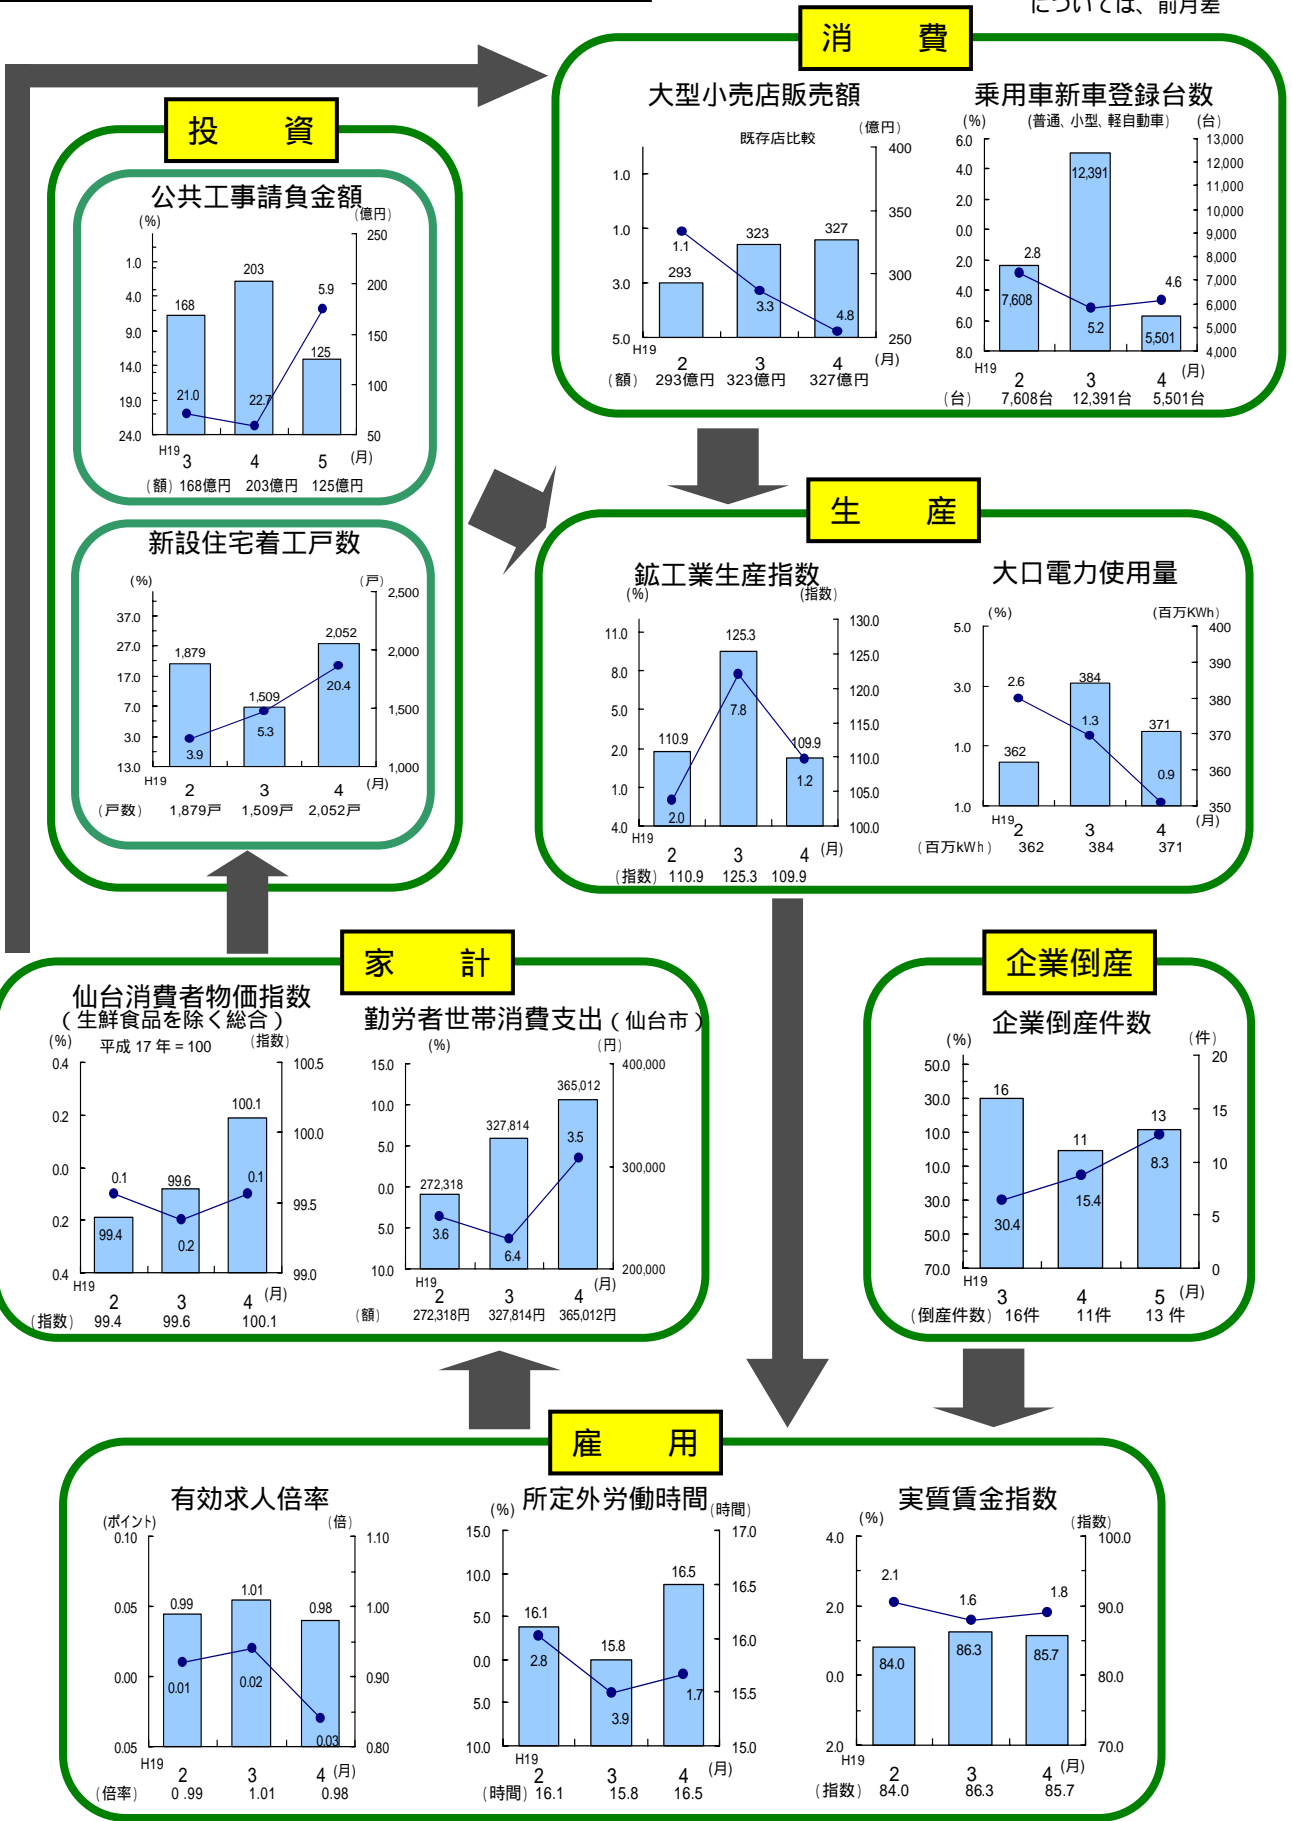 については、前月差
消　費
大型小売店販売額
既存店比較
(億円)
400
350
300
250
1.0
1.0
3.0
5.0
293
323
327
1.1
3.3
4.8
H19
2
3
4
(月)
(額)
293億円
323億円
327億円
乗用車新車登録台数
(普通、小型、軽自動車)
(%)
(台)
6.0
4.0
2.0
0.0
2.0
4.0
6.0
8.0
13,000
12,000
11,000
10,000
9,000
8,000
7,000
6,000
5,000
4,000
2.8
7,608
12,391
5.2
4.6
5,501
H19
2
3
4
(月)
(台)
7,608台
12,391台
5,501台
投　資
公共工事請負金額
(%)
(億円)
1.0
4.0
9.0
14.0
19.0
24.0
250
200
150
100
50
168
203
125
21.0
22.7
5.9
H19
3
4
5
(月)
(額)
168億円
203億円
125億円
新設住宅着工戸数
(%)
(戸)
37.0
27.0
17.0
7.0
3.0
13.0
2,500
2,000
1,500
1,000
1,879
1,509
2,052
3.9
5.3
20.4
H19
2
3
4
(月)
(戸数)
1,879戸
1,509戸
2,052戸
生　産
鉱工業生産指数
(%)
(指数)
11.0
8.0
5.0
2.0
1.0
4.0
130.0
125.0
120.0
115.0
110.0
105.0
100.0
110.9
125.3
109.9
2.0
7.8
1.2
H19
2
3
4
(月)
(指数)
110.9
125.3
109.9
大口電力使用量
(%)
(百万KWh)
5.0
3.0
1.0
1.0
400
390
380
370
360
350
2.6
1.3
0.9
362
384
371
H19
2
3
4
(月)
(百万kWh)
362
384
371
家　計
仙台消費者物価指数
(生鮮食品を除く総合)
(%)
平成 17 年＝100
(指数)
0.4
0.2
0.0
0.2
0.4
100.5
100.0
99.5
99.0
0.1
0.2
0.1
99.4
99.6
100.1
H19
2
3
4
(月)
(指数)
99.4
99.6
100.1
勤労者世帯消費支出(仙台市)
(%)
(円)
15.0
10.0
5.0
0.0
5.0
10.0
400,000
300,000
200,000
272,318
327,814
365,012
3.6
6.4
3.5
H19
2
3
4
(月)
(額)
272,318円
327,814円
365,012円
企業倒産
企業倒産件数
(%)
(件)
50.0
30.0
10.0
10.0
30.0
50.0
70.0
20
15
10
5
0
16
11
13
30.4
15.4
8.3
H19
3
4
5
(月)
(倒産件数)
16件
11件
13 件
雇　用
有効求人倍率
(ポイント)
(倍)
0.10
0.05
0.00
0.05
1.10
1.00
0.90
0.80
0.99
1.01
0.98
0.01
0.02
0.03
H19
2
3
4
(月)
(倍率)
0 .99
1.01
0.98
所定外労働時間
(%)
(時間)
15.0
10.0
5.0
0.0
5.0
10.0
17.0
16.5
16.0
15.5
15.0
16.1
15.8
16.5
2.8
3.9
1.7
H19
2
3
4
(月)
(時間)
16.1
15.8
16.5
実質賃金指数
(%)
(指数)
4.0
2.0
0.0
2.0
100.0
90.0
80.0
70.0
2.1
1.6
1.8
84.0
86.3
85.7
H19
2
3
4
(月)
(指数)
84.0
86.3
85.7